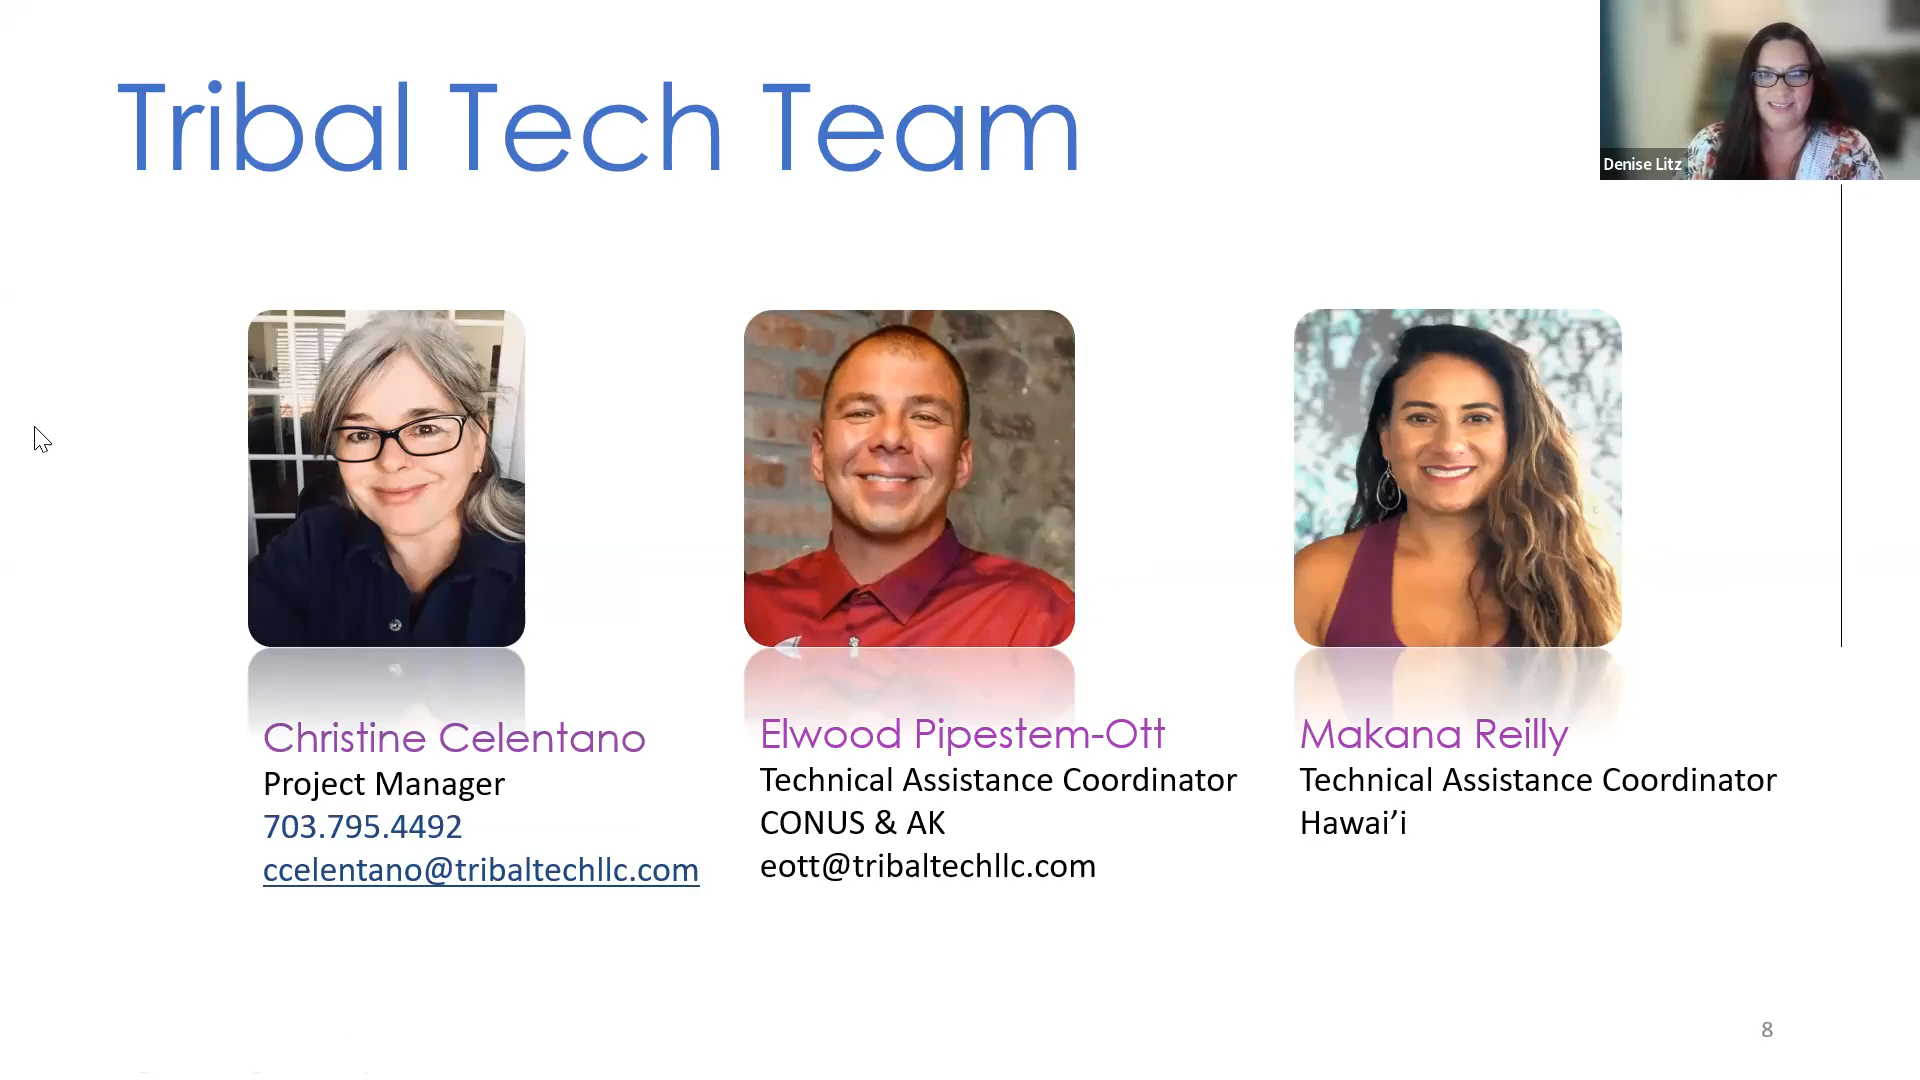 Tribal Tech Team
Denise Litz
Christine Celentano
Project Manager
703.795.4492
ccelentano@tribaltechllc.com
Elwood Pipestem-Ott
Technical Assistance Coordinator
CONUS & AK
eott@tribaltechllc.com
Makana Reilly
Technical Assistance Coordinator
Hawai’i
8